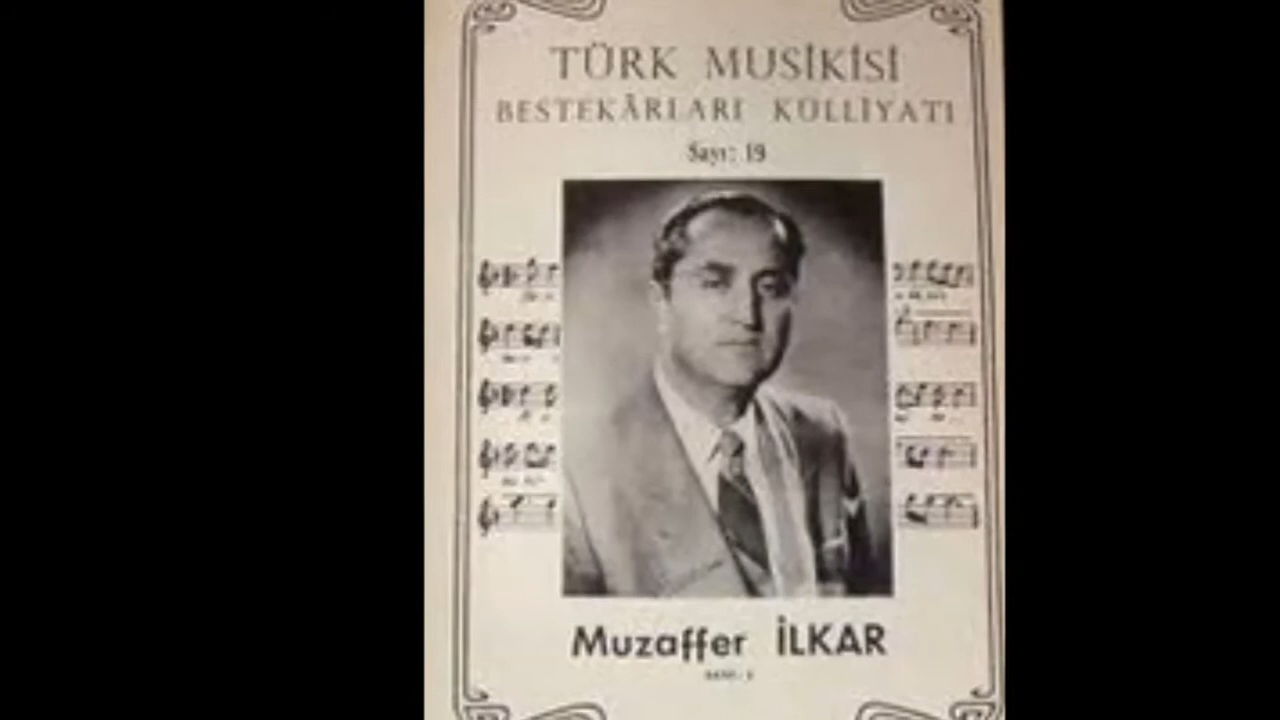 TÜRK MUSİKİSİ
BESTEKÂRLARI KÜLLİYATI
Sayı: 19
Muzaffer İLKAR